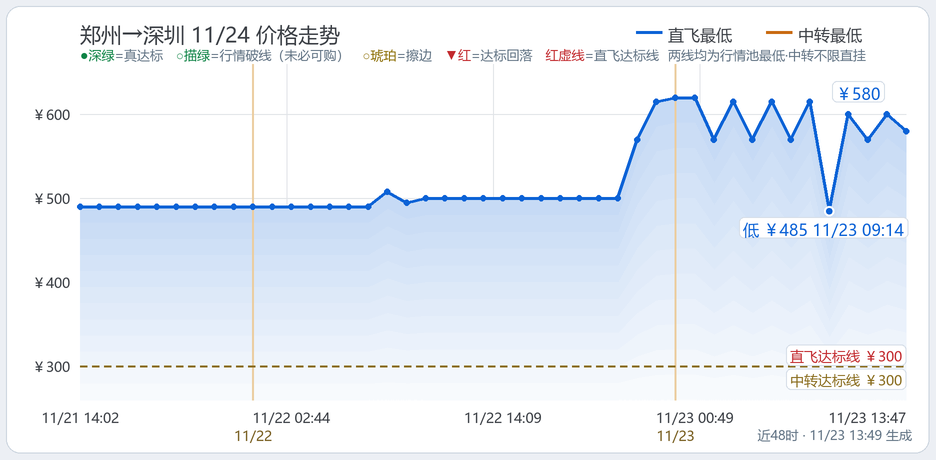 郑州→深圳 11/24 价格走势
直飞最低 中转最低
●深绿=真达标 ○描绿=行情破线（未必可购） ○琥珀=擦边 ▼红=达标回落 红虚线=直飞达标线 两线均为行情池最低·中转不限直挂
¥600
¥580
¥500
低 ¥485 11/23 09:14
¥400
¥300
直飞达标线 ¥300
中转达标线 ¥300
11/21 14:02 11/22 02:44 11/22 14:09 11/23 00:49 11/23 13:47
11/22 11/23
近48时 · 11/23 13:49 生成